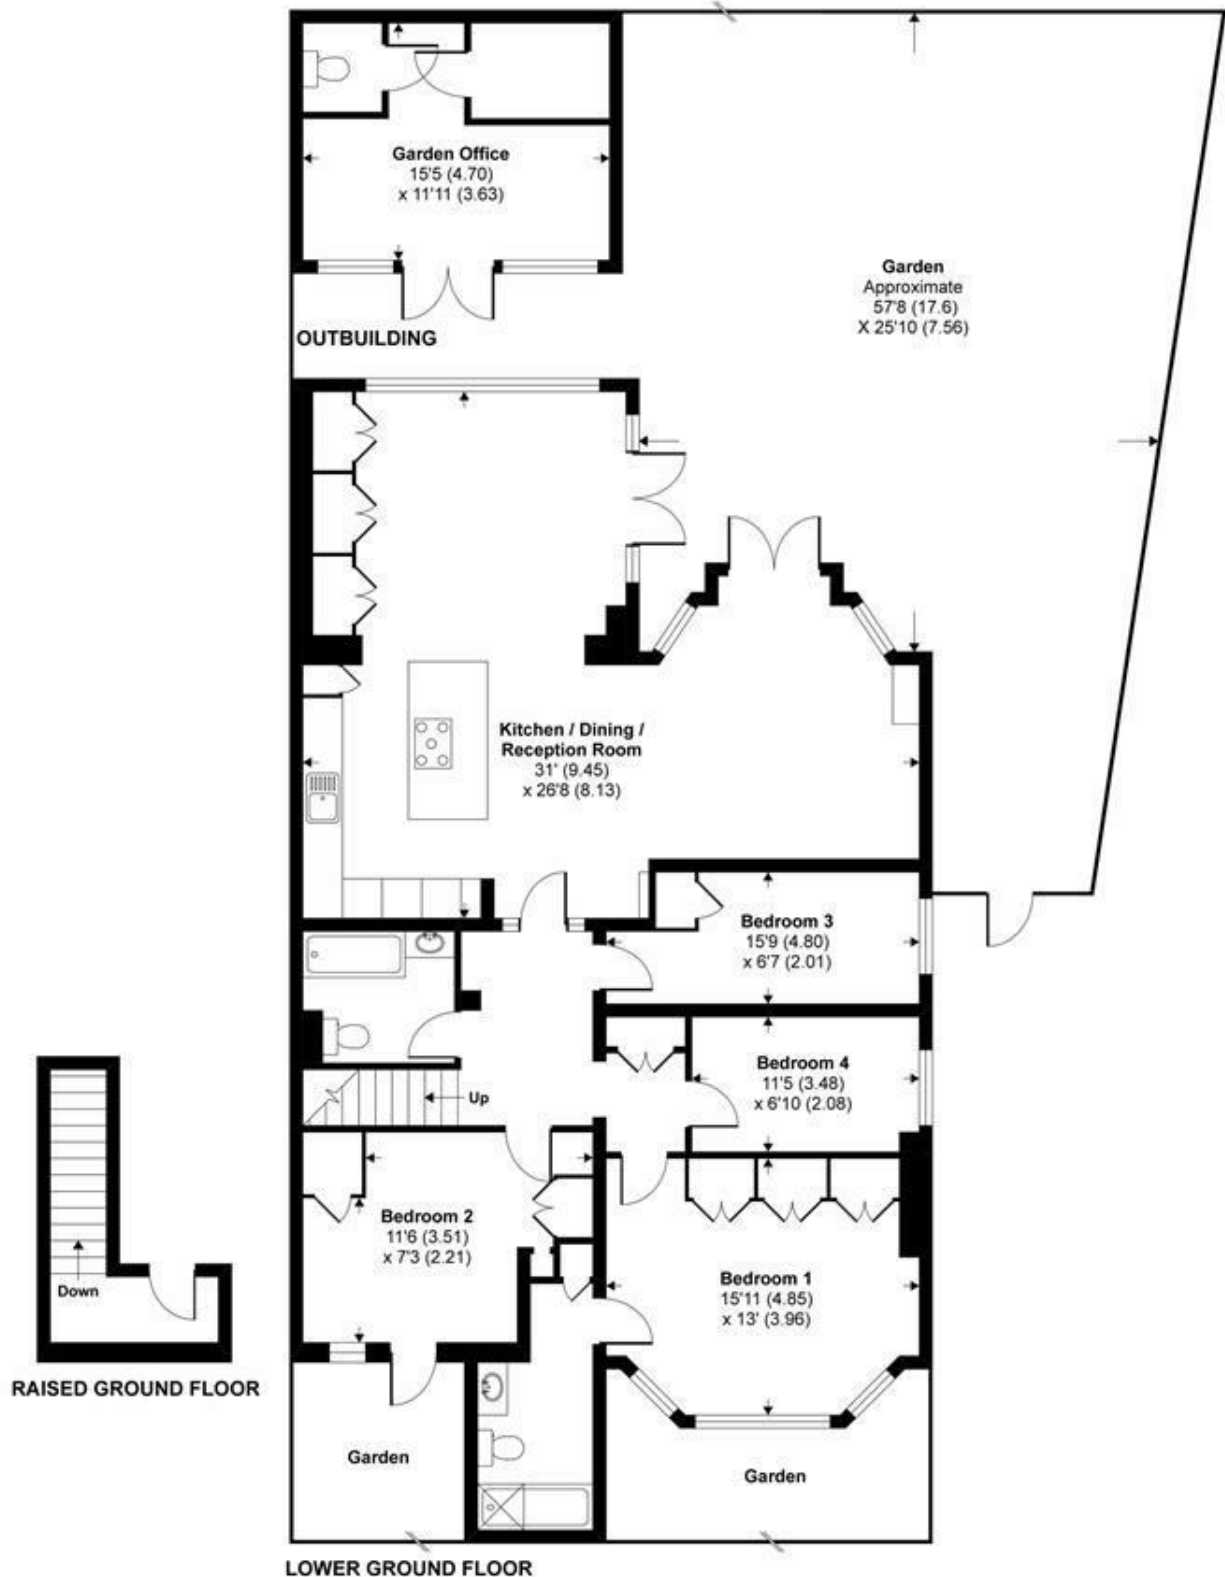 Garden Office
15'5 (4.70)
x 11'11 (3.63)
Garden
Approximate
57'8 (17.6)
X 25'10 (7.56)
OUTBUILDING
Kitchen / Dining /
Reception Room
31' (9.45)
x 26'8 (8.13)
Bedroom 3
15'9 (4.80)
x 6'7 (2.01)
Bedroom 4
11'5 (3.48)
x 6'10 (2.08)
Up
Bedroom 2
11'6 (3.51)
x 7'3 (2.21)
Bedroom 1
15'11 (4.85)
x 13' (3.96)
Down
RAISED GROUND FLOOR
Garden
Garden
LOWER GROUND FLOOR